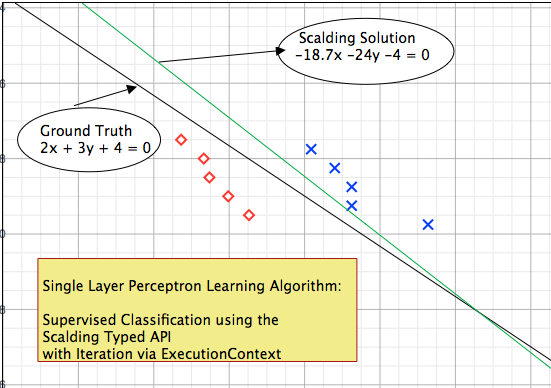 Scalding Solution
−18.7x −24y −4 = 0
Ground Truth
2x + 3y + 4 = 0
Single Layer Perceptron Learning Algorithm:
Supervised Classification using the
Scalding Typed API
with Iteration via ExecutionContext